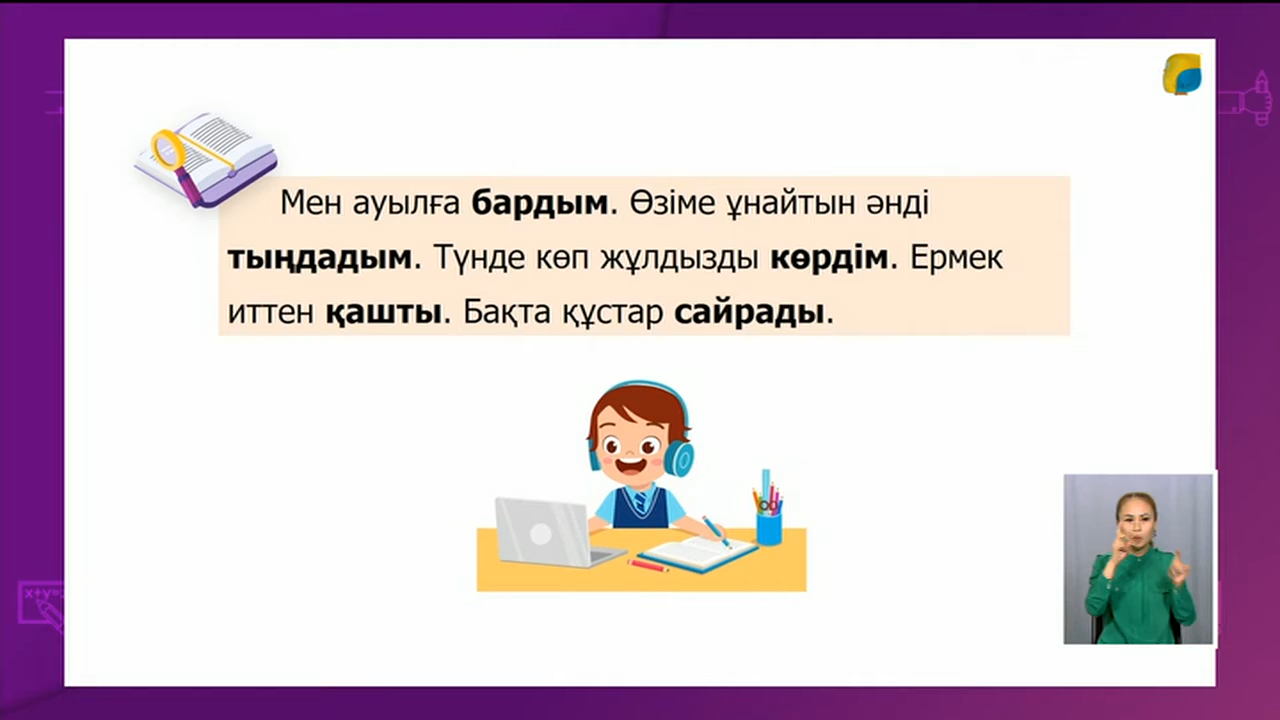 Мен ауылға бардым. Өзіме ұнайтын әнді
тыңдадым. Түнде көп жұлдызды көрдім. Ермек
иттен қашты. Бақта құстар сайрады.
x+y=